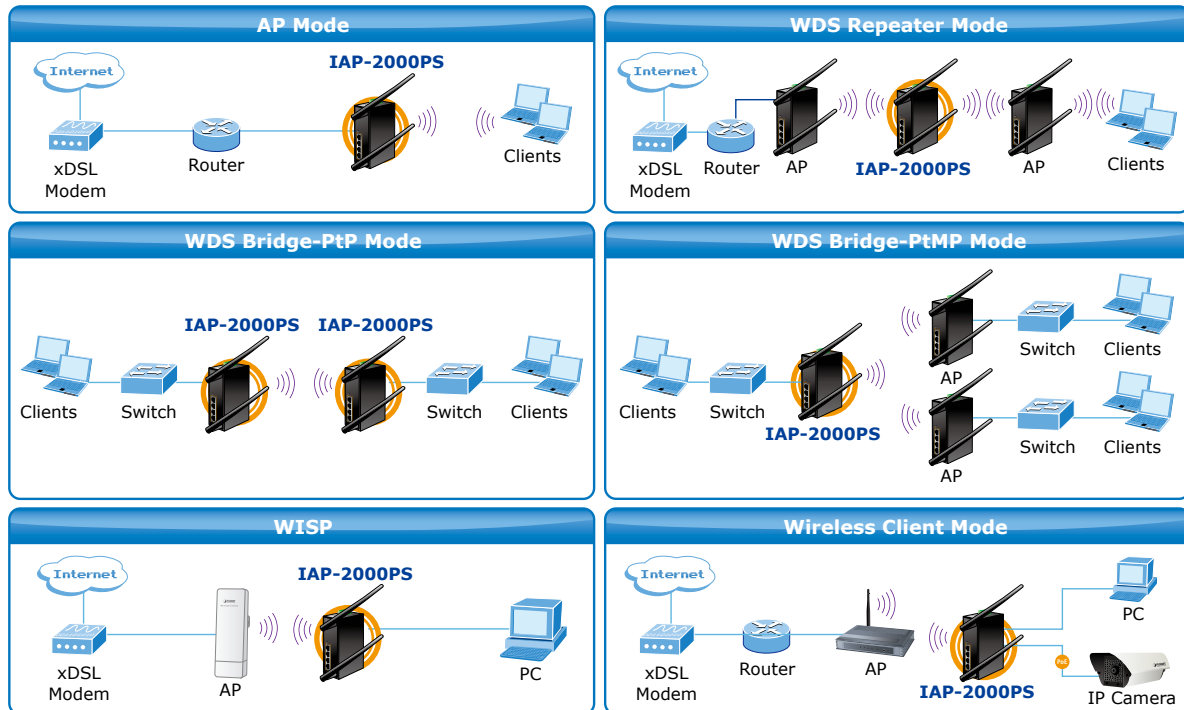 AP Mode
IAP-2000PS
Internet
xDSL
Modem
Router
Clients
WDS Repeater Mode
Internet
xDSL
Modem
Router
AP
IAP-2000PS
AP
Clients
WDS Bridge-PtP Mode
IAP-2000PS
IAP-2000PS
Clients
Switch
Switch
Clients
WDS Bridge-PtMP Mode
Clients
Switch
IAP-2000PS
AP
Switch
Clients
AP
Switch
Clients
WISP
IAP-2000PS
Internet
xDSL
Modem
AP
PC
Wireless Client Mode
Internet
xDSL
Modem
Router
AP
IAP-2000PS
PC
PoE
IP Camera